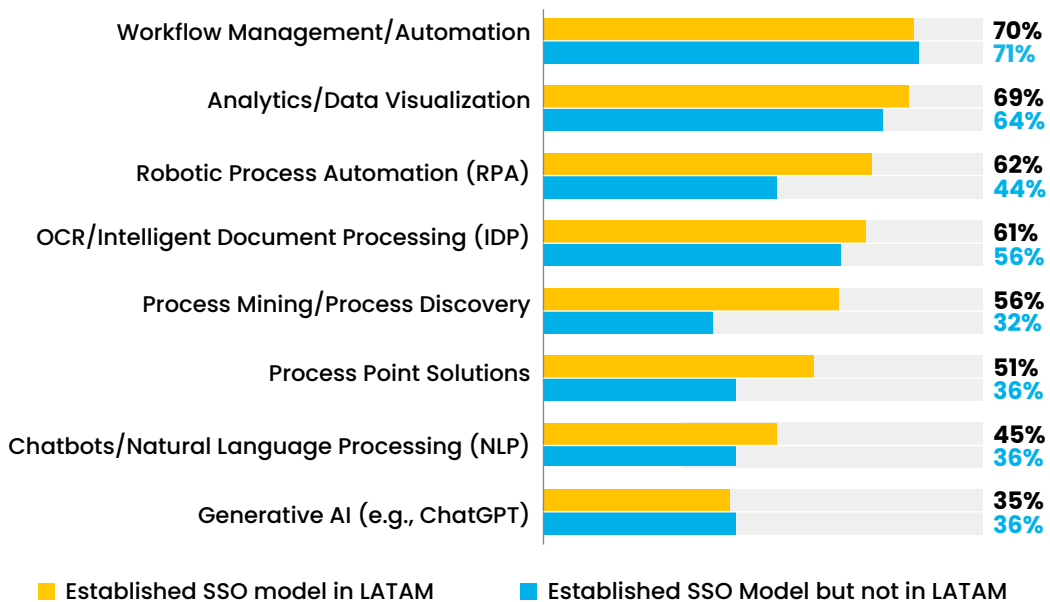 Workflow Management/Automation
70%
71%
Analytics/Data Visualization
69%
64%
Robotic Process Automation (RPA)
62%
44%
OCR/Intelligent Document Processing (IDP)
61%
56%
Process Mining/Process Discovery
56%
32%
Process Point Solutions
51%
36%
Chatbots/Natural Language Processing (NLP)
45%
36%
Generative AI (e.g., ChatGPT)
35%
36%
Established SSO model in LATAM
Established SSO Model but not in LATAM